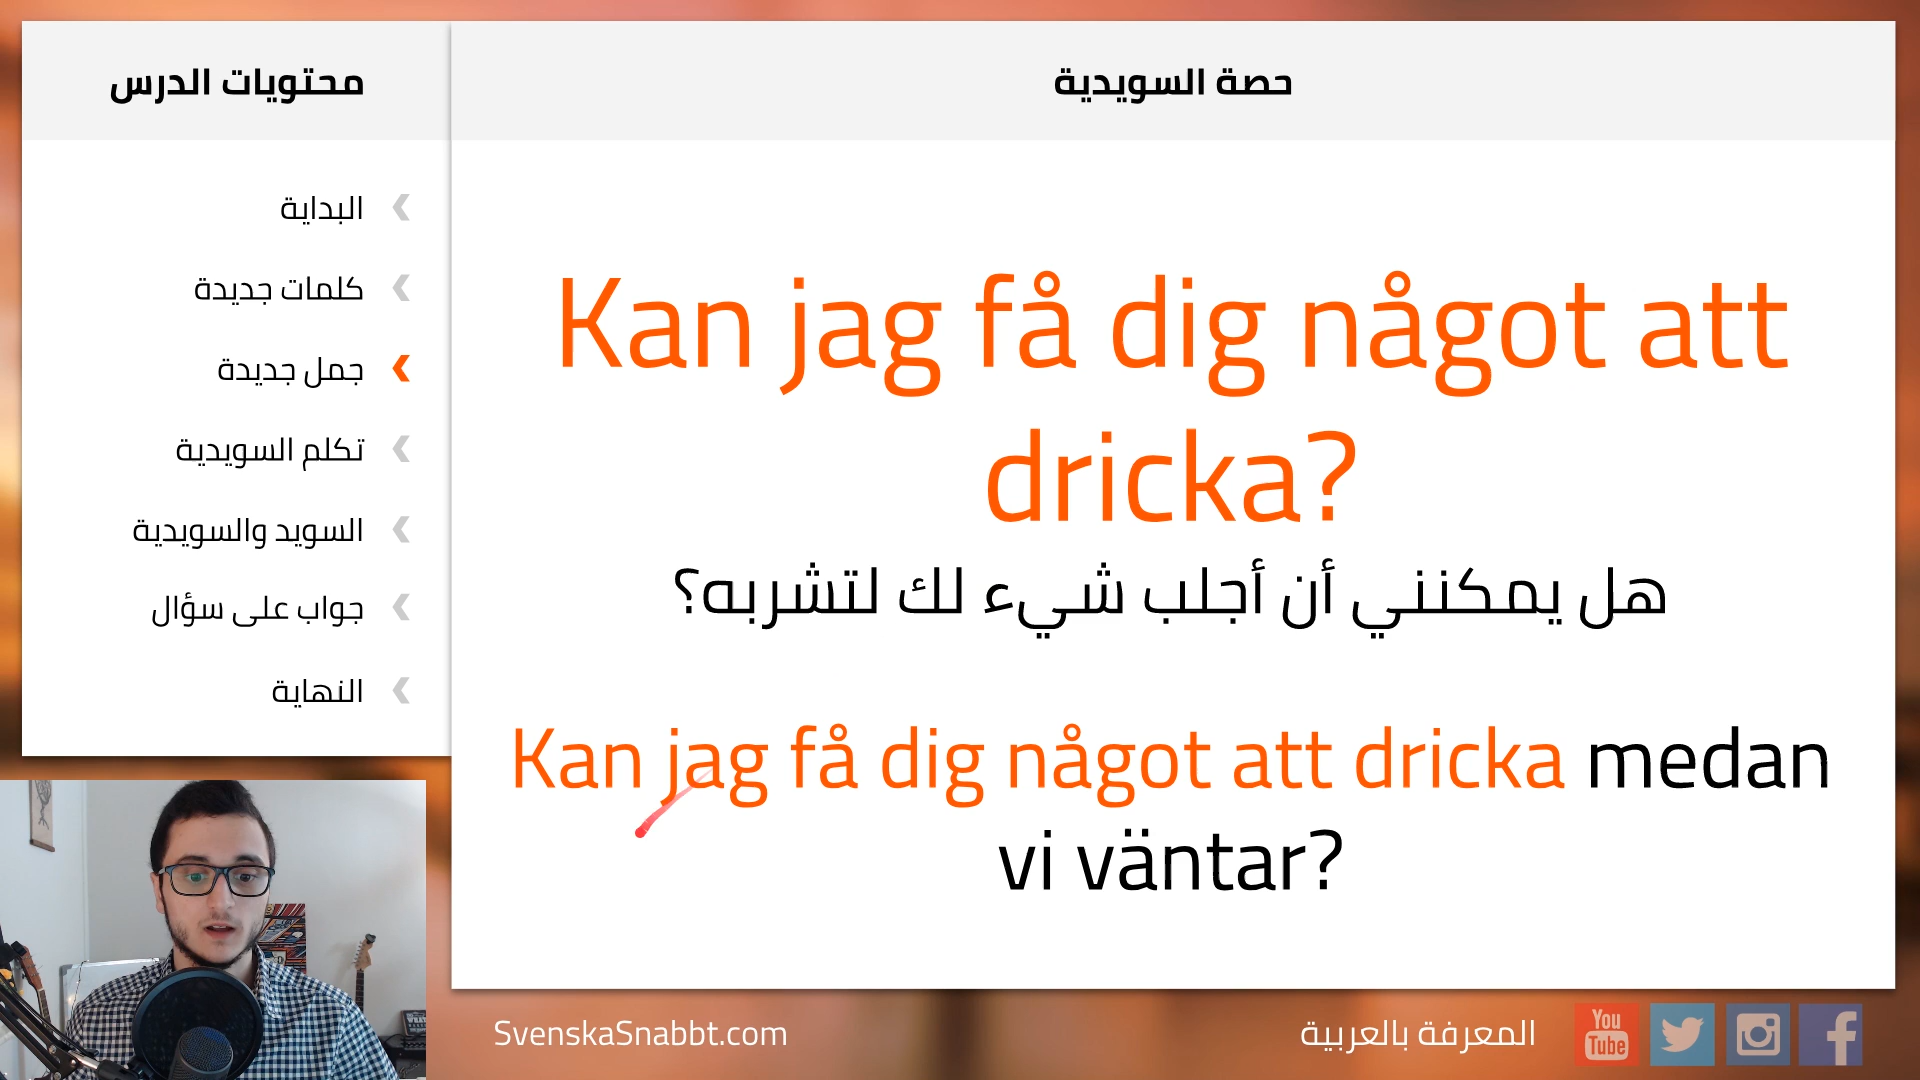 محتويات الدرس
البداية
كلمات جديدة
جمل جديدة
تكلم السويدية
السويد والسويدية
جواب على سؤال
النهاية
حصة السويدية
Kan jag få dig något att
dricka?
هل يمكنني أن أجلب شيء لك لتشربه؟
Kan jag få dig något att dricka medan
vi väntar?
SvenskaSnabbt.com
المعرفة بالعربية
You
Tube